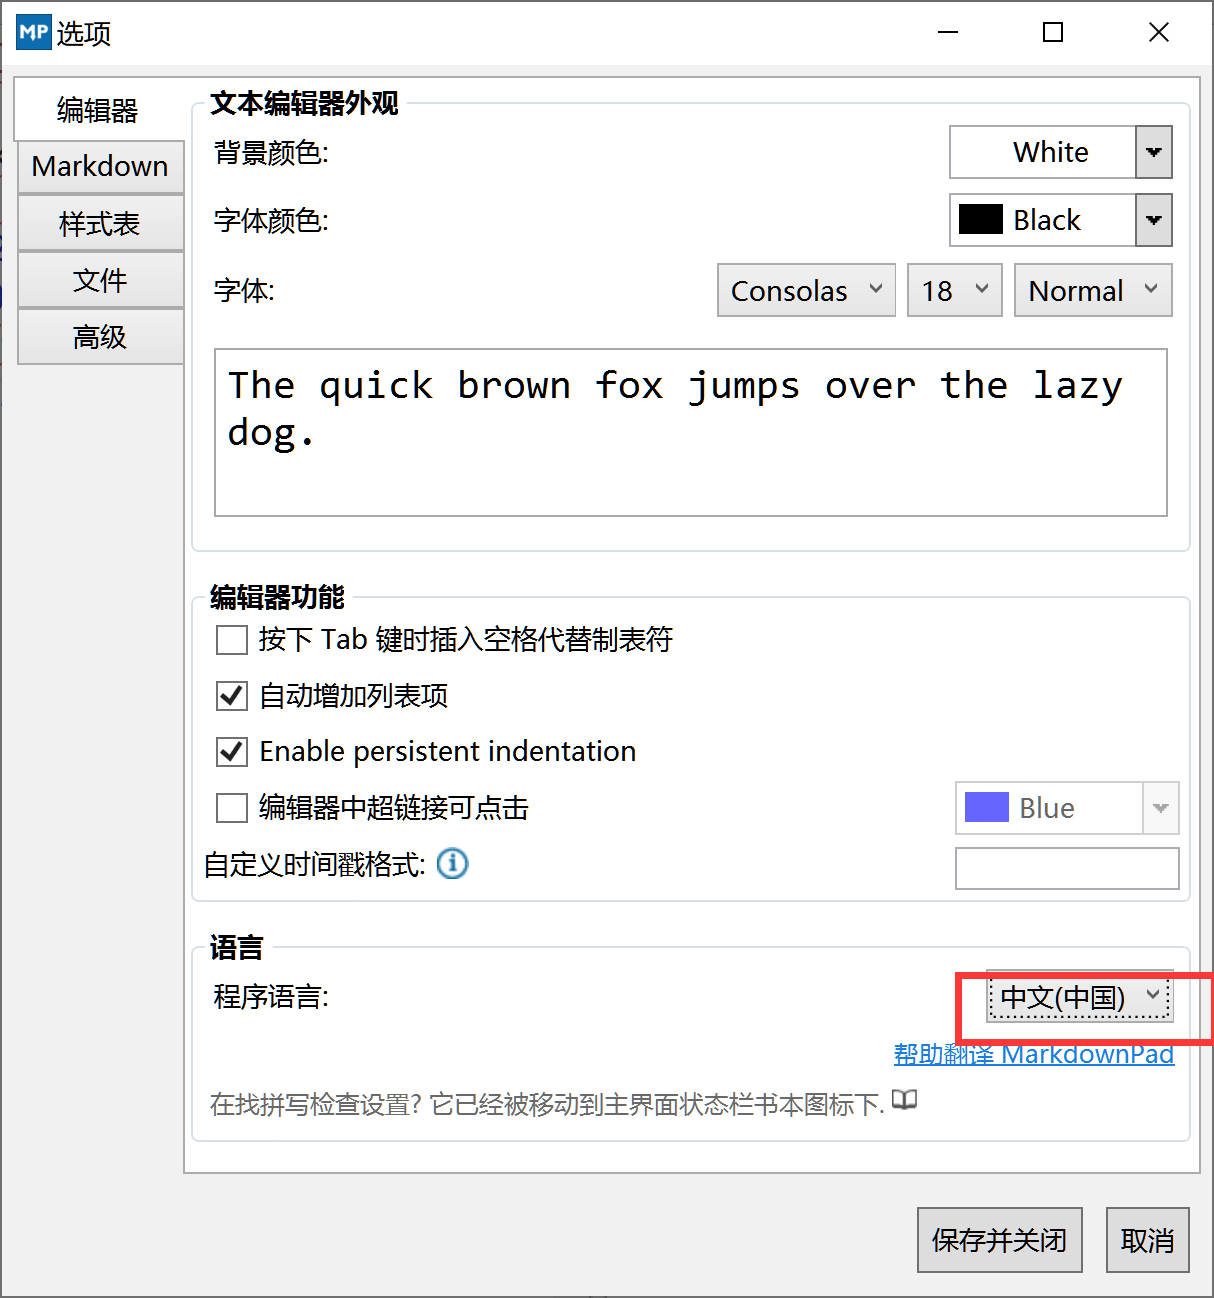 MP 选项
编辑器
Markdown
样式表
文件
高级
文本编辑器外观
背景颜色: White
字体颜色: Black
字体: Consolas 18 Normal
The quick brown fox jumps over the lazy
dog.
编辑器功能
按下 Tab 键时插入空格代替制表符
自动增加列表项
Enable persistent indentation
编辑器中超链接可点击 Blue
自定义时间戳格式:
语言
程序语言: 中文(中国)
帮助翻译 MarkdownPad
在找拼写检查设置? 它已经被移动到主界面状态栏书本图标下.
保存并关闭 取消